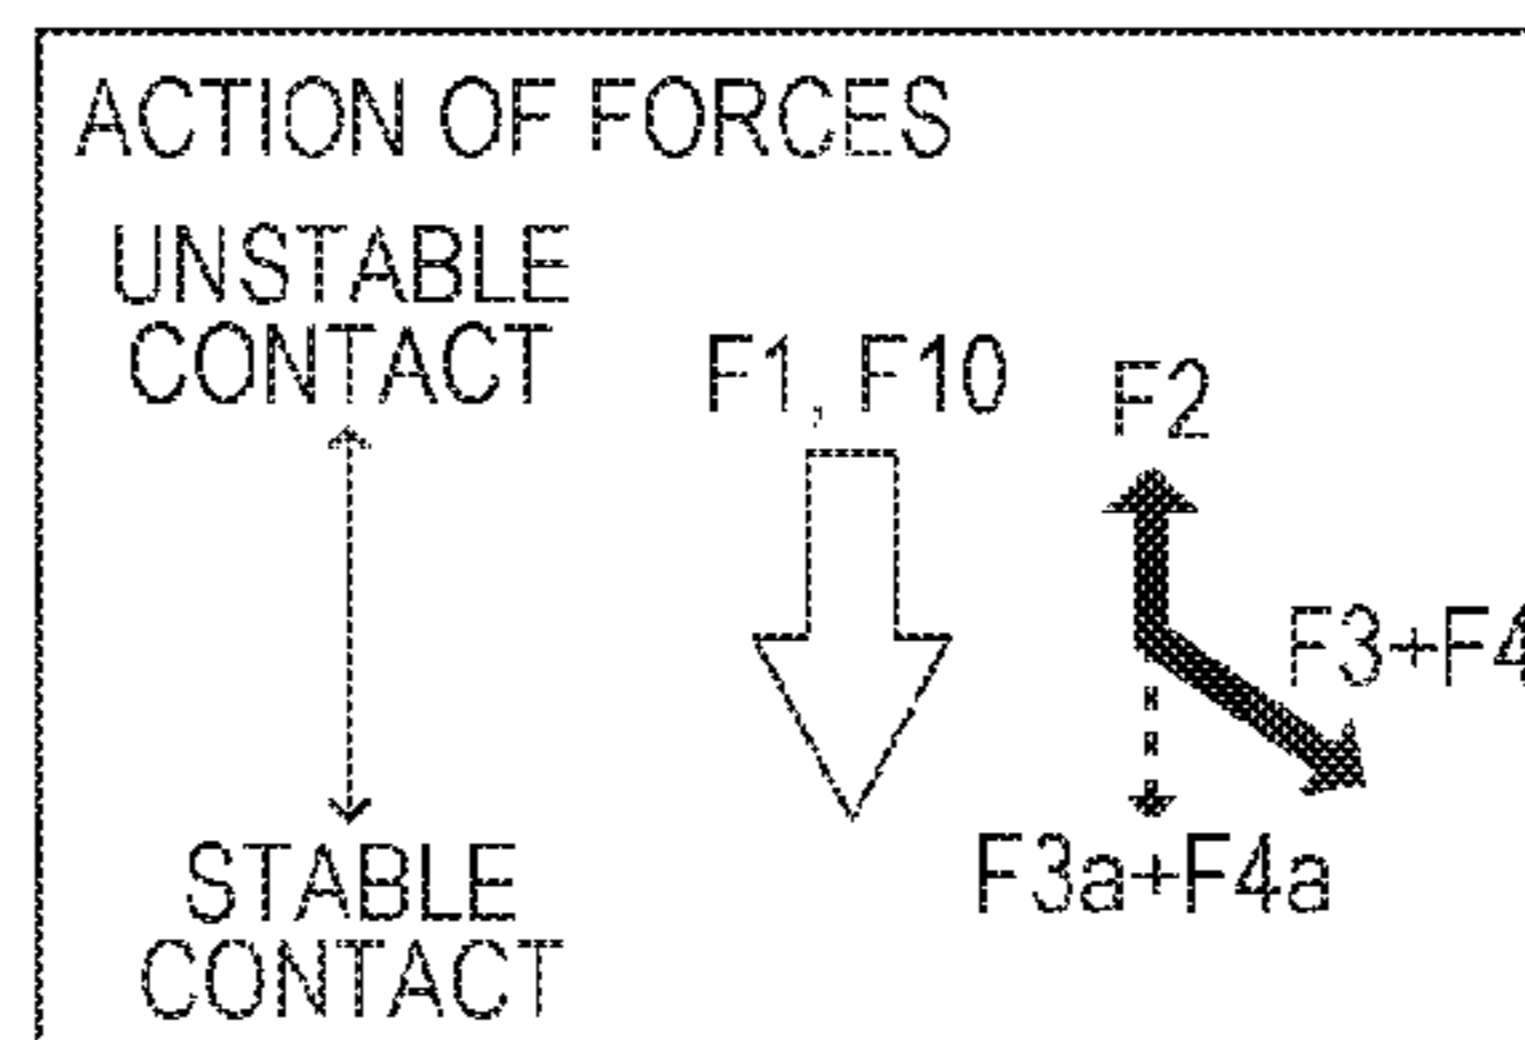 ACTION OF FORCES
UNSTABLE
CONTACT
F1, F10
F2
F3+F4
F3a+F4a
STABLE
CONTACT